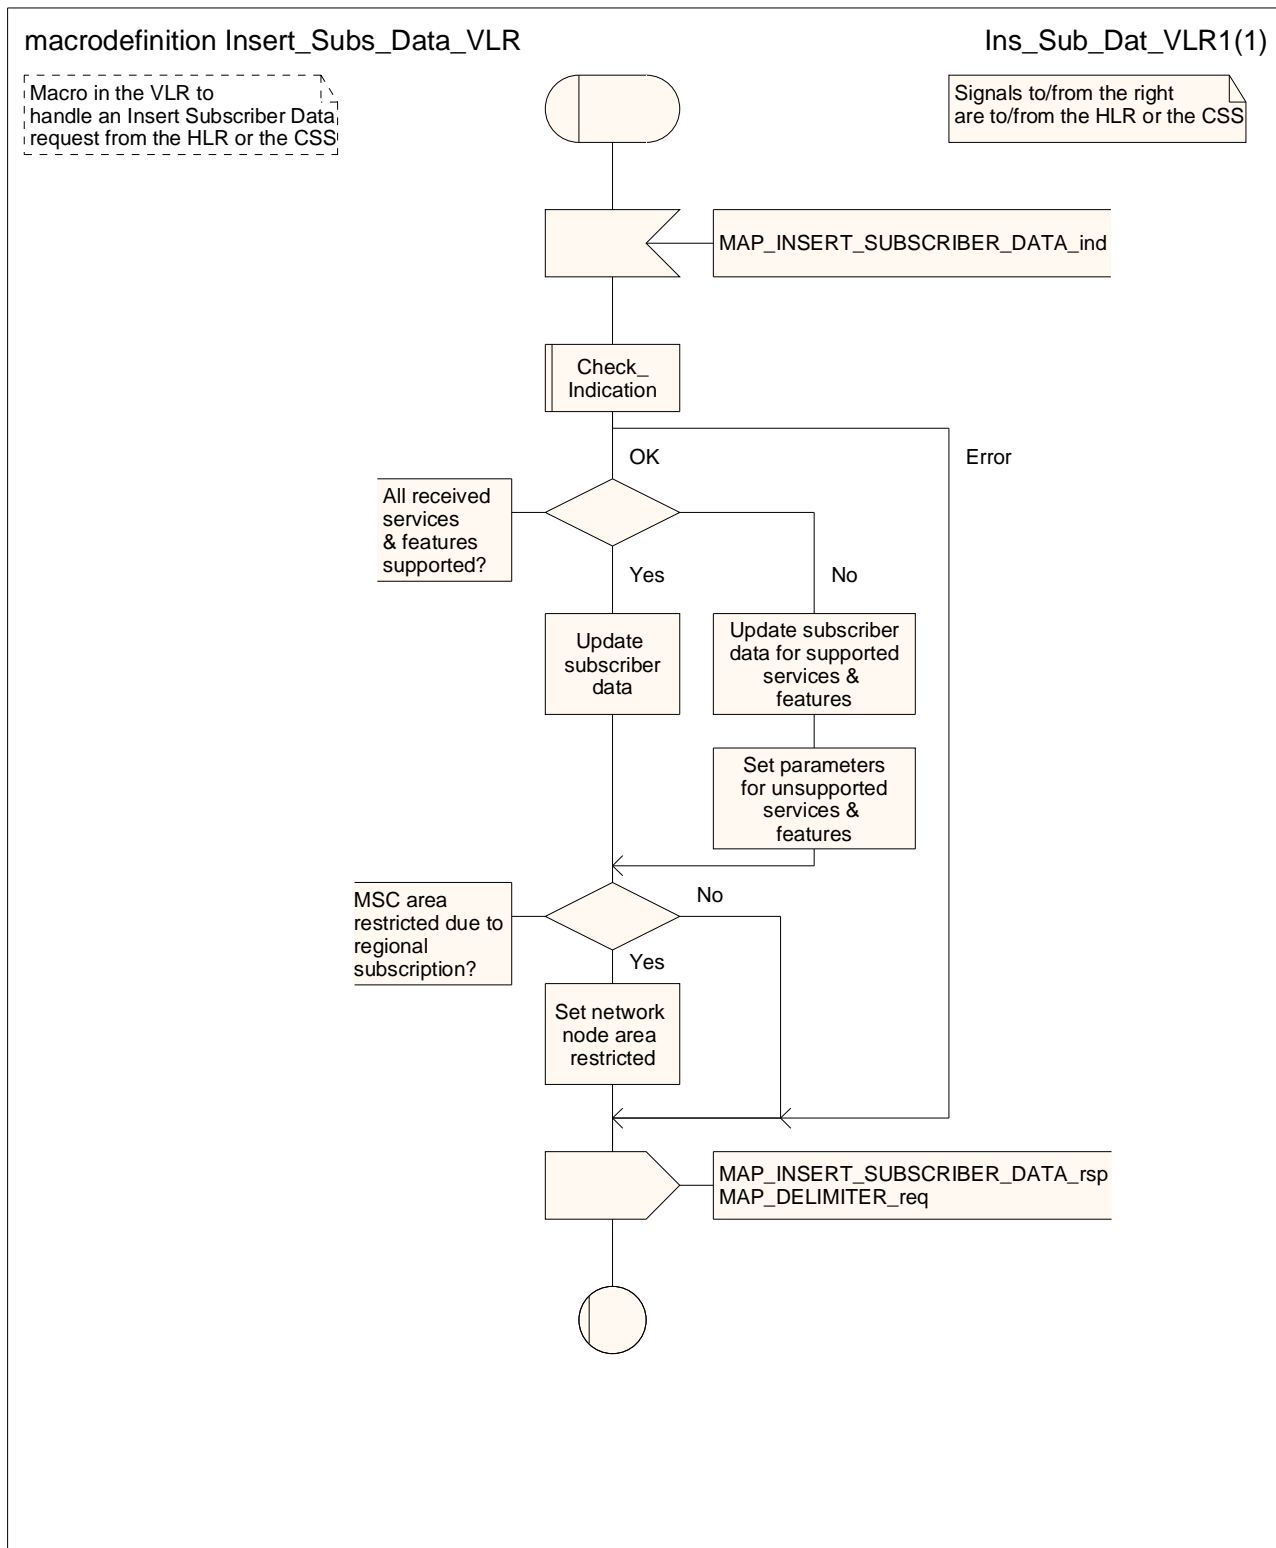 macrodefinition Insert_Subs_Data_VLR
Ins_Sub_Dat_VLR1(1)
Macro in the VLR to
handle an Insert Subscriber Data
request from the HLR or the CSS
Signals to/from the right
are to/from the HLR or the CSS
MAP_INSERT_SUBSCRIBER_DATA_ind
Check_
Indication
OK
Error
All received
services
& features
supported?
Yes
No
Update
subscriber
data
Update subscriber
data for supported
services &
features
Set parameters
for unsupported
services &
features
MSC area
restricted due to
regional
subscription?
No
Yes
Set network
node area
restricted
MAP_INSERT_SUBSCRIBER_DATA_rsp
MAP_DELIMITER_req